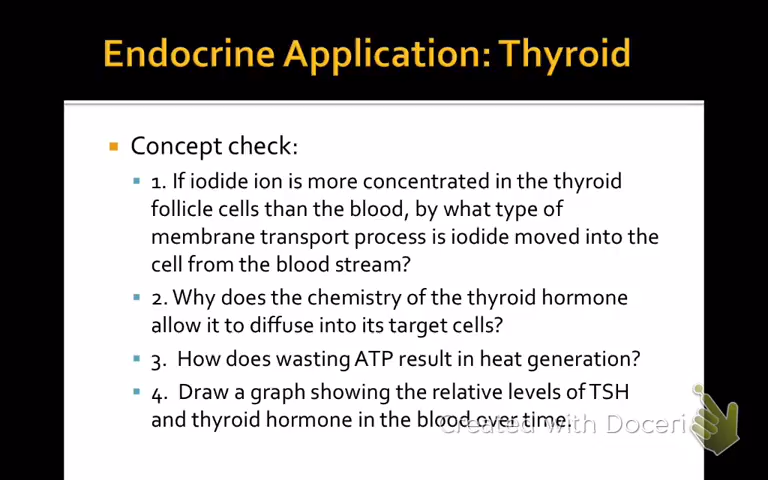 Endocrine Application: Thyroid
Concept check:
1. If iodide ion is more concentrated in the thyroid
follicle cells than the blood, by what type of
membrane transport process is iodide moved into the
cell from the blood stream?
2. Why does the chemistry of the thyroid hormone
allow it to diffuse into its target cells?
3. How does wasting ATP result in heat generation?
4. Draw a graph showing the relative levels of TSH
and thyroid hormone in the blood over time.
Created with Doceri